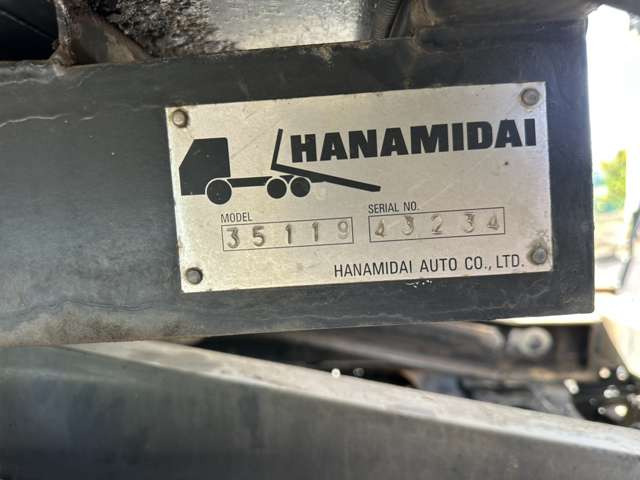 HANAMIDAI
MODEL SERIAL NO.
35119 43234
HANAMIDAI AUTO CO., LTD.